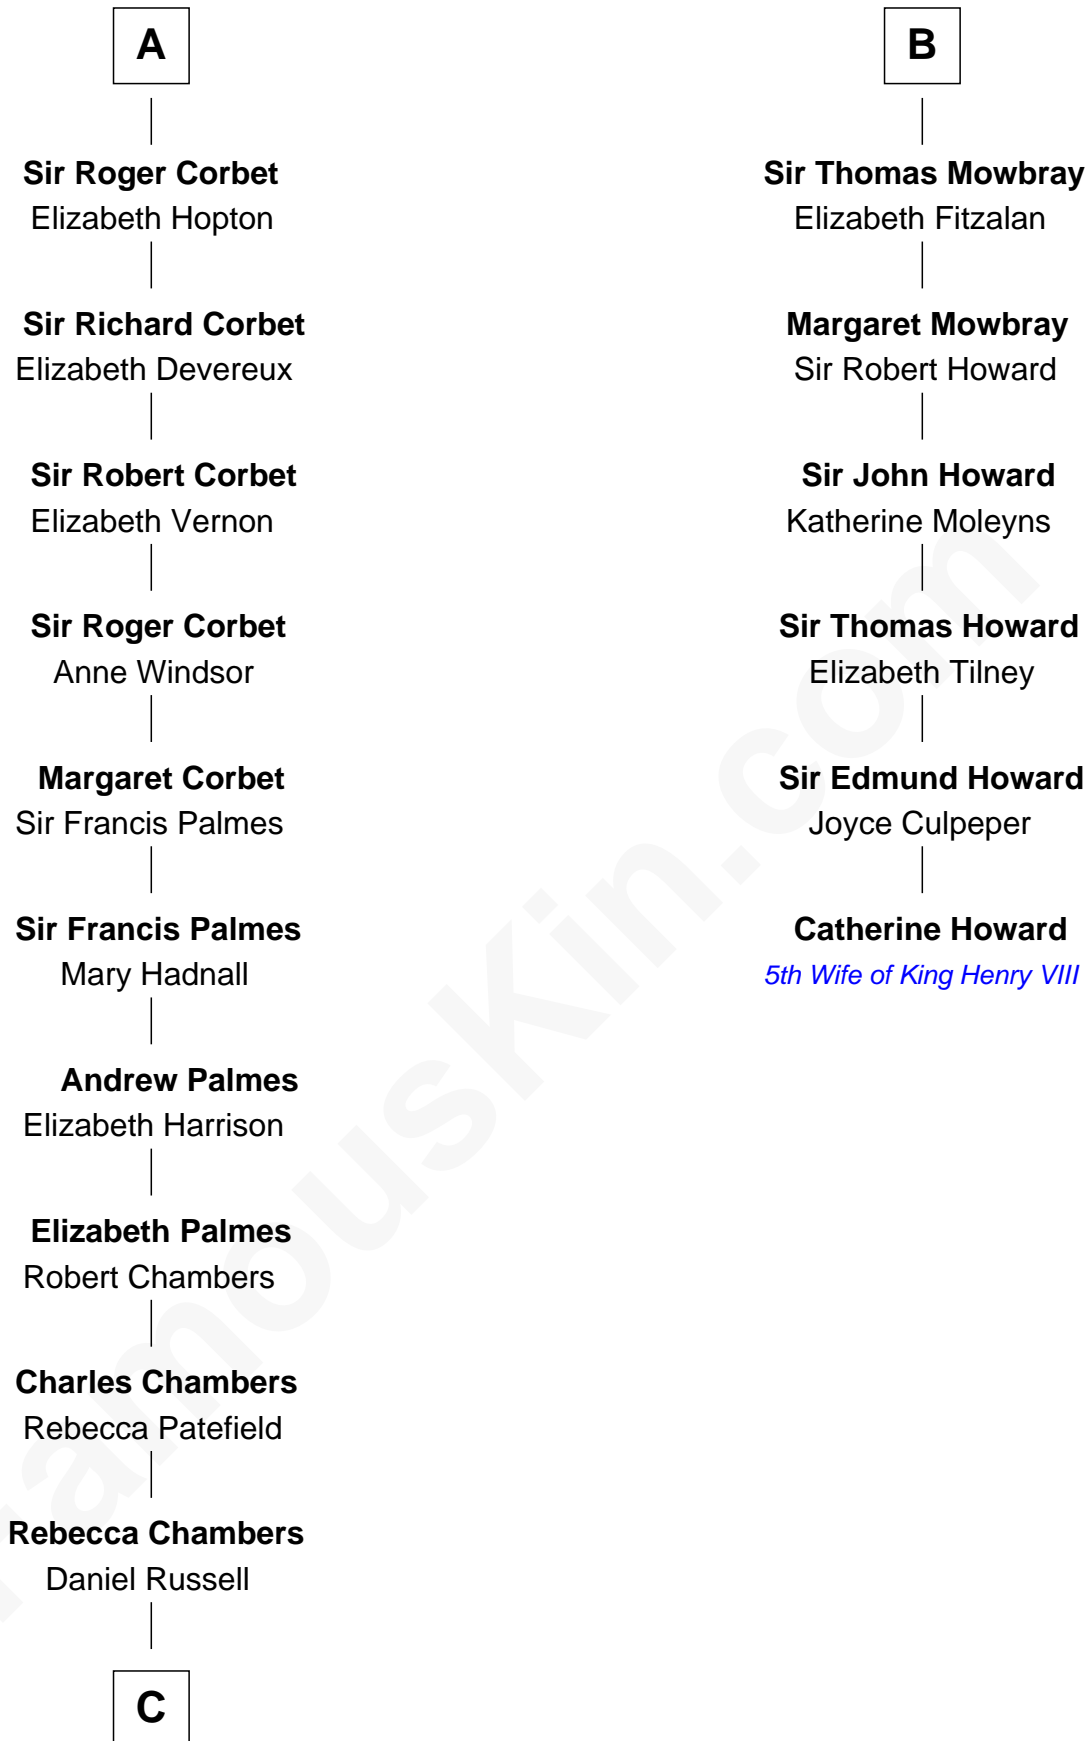 A
Sir Roger Corbet
Elizabeth Hopton
Sir Richard Corbet
Elizabeth Devereux
Sir Robert Corbet
Elizabeth Vernon
Sir Roger Corbet
Anne Windsor
Margaret Corbet
Sir Francis Palmes
Sir Francis Palmes
Mary Hadnall
Andrew Palmes
Elizabeth Harrison
Elizabeth Palmes
Robert Chambers
Charles Chambers
Rebecca Patefield
Rebecca Chambers
Daniel Russell
C
B
Sir Thomas Mowbray
Elizabeth Fitzalan
Margaret Mowbray
Sir Robert Howard
Sir John Howard
Katherine Moleyns
Sir Thomas Howard
Elizabeth Tilney
Sir Edmund Howard
Joyce Culpeper
Catherine Howard
5th Wife of King Henry VIII
FamousKin.com